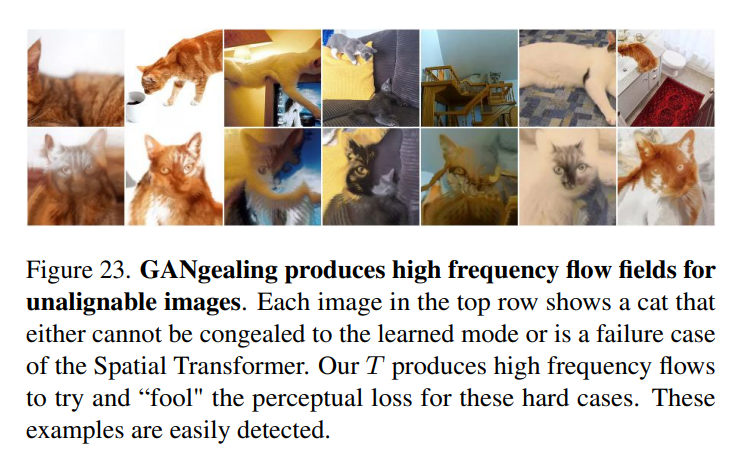 Figure 23. GANgealing produces high frequency flow fields for
unalignable images. Each image in the top row shows a cat that
either cannot be congealed to the learned mode or is a failure case
of the Spatial Transformer. Our T produces high frequency flows
to try and “fool" the perceptual loss for these hard cases. These
examples are easily detected.